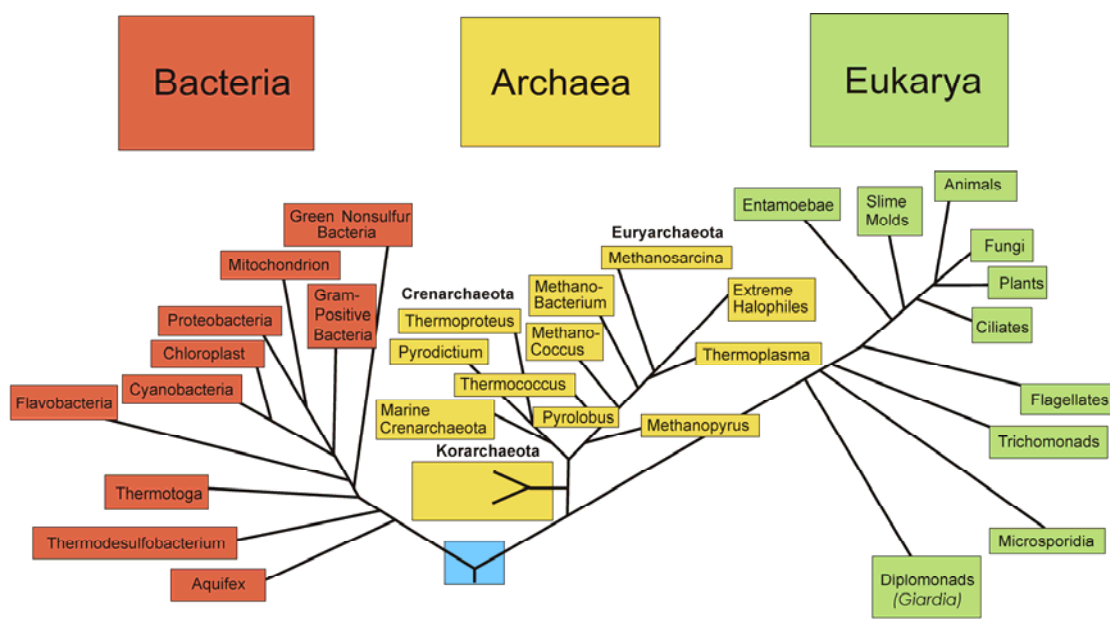 Bacteria
Archaea
Eukarya
Green Nonsulfur
Bacteria
Mitochondrion
Gram-
Positive
Bacteria
Proteobacteria
Chloroplast
Cyanobacteria
Flavobacteria
Thermotoga
Thermodesulfobacterium
Aquifex
Crenarchaeota
Thermoproteus
Pyrodictium
Thermococcus
Marine
Crenarchaeota
Pyrolobus
Korarchaeota
Euryarchaeota
Methanosarcina
Methano-
Bacterium
Methano-
Coccus
Extreme
Halophiles
Thermoplasma
Methanopyrus
Entamoebae
Slime
Molds
Animals
Fungi
Plants
Ciliates
Flagellates
Trichomonads
Microsporidia
Diplomonads
(Giardia)